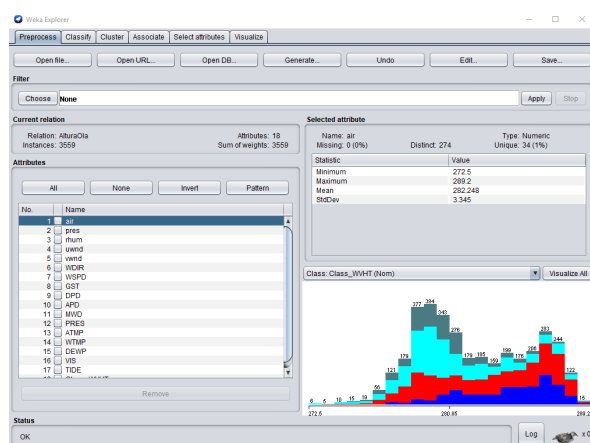 Weka Explorer
Preprocess Classify Cluster Associate Select attributes Visualize
Open file... Open URL... Open DB... Generate... Undo Edit... Save...
Filter
Choose None Apply Stop
Current relation
Relation: AlturaOla Attributes: 18
Instances: 3559 Sum of weights: 3559
Attributes
All None Invert Pattern
No. Name
1 air
2 pres
3 rhum
4 uwnd
5 vwnd
6 WDIR
7 WSPD
8 GST
9 DPD
10 APD
11 MWD
12 PRES
13 ATMP
14 WTMP
15 DEWP
16 VIS
17 TIDE
Remove
Status
OK
Selected attribute
Name: air Type: Numeric
Missing: 0 (0%) Distinct: 274 Unique: 34 (1%)
Statistic Value
Minimum 272.5
Maximum 289.2
Mean 282.248
StdDev 3.345
Class: Class_WVHT (Nom) Visualize All
6 5 10 15 19 56 121 179 377 394 343 276 179 185 159 199 176 206 283 244 122 15
272.5 280.85 289.2
Log x 0